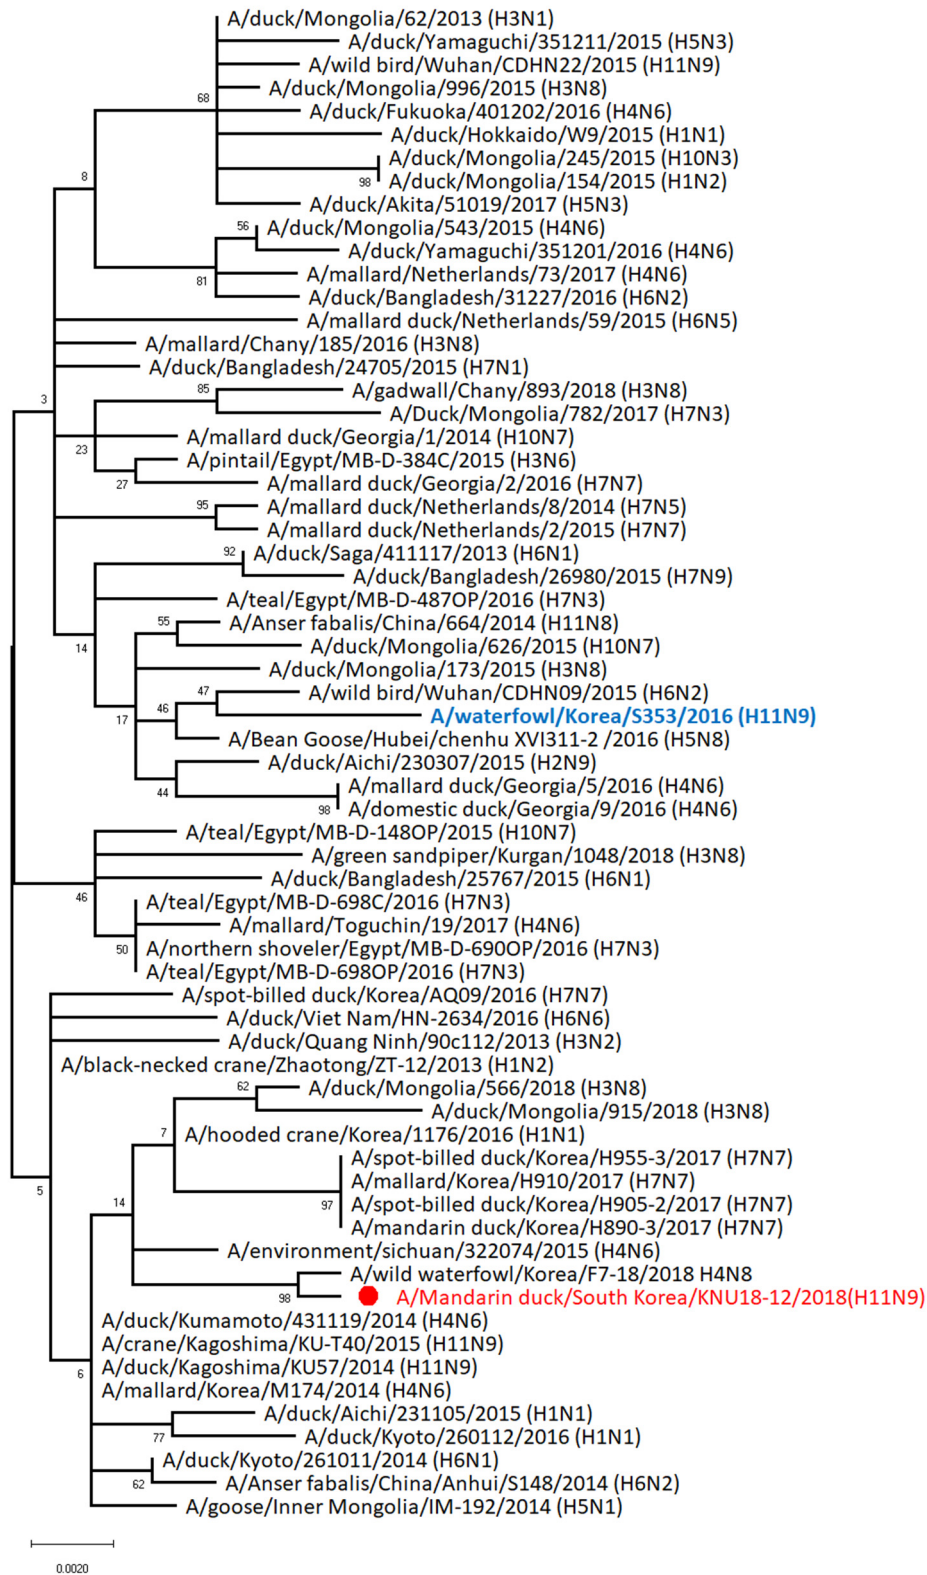 A/duck/Mongolia/62/2013 (H3N1)
A/duck/Yamaguchi/351211/2015 (H5N3)
A/wild bird/Wuhan/CDHN22/2015 (H11N9)
A/duck/Mongolia/996/2015 (H3N8)
68
A/duck/Fukuoka/401202/2016 (H4N6)
A/duck/Hokkaido/W9/2015 (H1N1)
A/duck/Mongolia/245/2015 (H10N3)
98
A/duck/Mongolia/154/2015 (H1N2)
8
A/duck/Akita/51019/2017 (H5N3)
56
A/duck/Mongolia/543/2015 (H4N6)
A/duck/Yamaguchi/351201/2016 (H4N6)
A/mallard/Netherlands/73/2017 (H4N6)
81
A/duck/Bangladesh/31227/2016 (H6N2)
A/mallard duck/Netherlands/59/2015 (H6N5)
A/mallard/Chany/185/2016 (H3N8)
A/duck/Bangladesh/24705/2015 (H7N1)
85
A/gadwall/Chany/893/2018 (H3N8)
3
A/Duck/Mongolia/782/2017 (H7N3)
A/mallard duck/Georgia/1/2014 (H10N7)
23
A/pintail/Egypt/MB-D-384C/2015 (H3N6)
27
A/mallard duck/Georgia/2/2016 (H7N7)
95
A/mallard duck/Netherlands/8/2014 (H7N5)
A/mallard duck/Netherlands/2/2015 (H7N7)
92
A/duck/Saga/411117/2013 (H6N1)
A/duck/Bangladesh/26980/2015 (H7N9)
A/teal/Egypt/MB-D-487OP/2016 (H7N3)
55
A/Anser fabalis/China/664/2014 (H11N8)
14
A/duck/Mongolia/626/2015 (H10N7)
A/duck/Mongolia/173/2015 (H3N8)
47
A/wild bird/Wuhan/CDHN09/2015 (H6N2)
46
17
A/waterfowl/Korea/S353/2016 (H11N9)
A/Bean Goose/Hubei/chenhu XVI311-2 /2016 (H5N8)
A/duck/Aichi/230307/2015 (H2N9)
44
A/mallard duck/Georgia/5/2016 (H4N6)
98
A/domestic duck/Georgia/9/2016 (H4N6)
A/teal/Egypt/MB-D-148OP/2015 (H10N7)
A/green sandpiper/Kurgan/1048/2018 (H3N8)
A/duck/Bangladesh/25767/2015 (H6N1)
46
A/teal/Egypt/MB-D-698C/2016 (H7N3)
A/mallard/Toguchin/19/2017 (H4N6)
50
A/northern shoveler/Egypt/MB-D-690OP/2016 (H7N3)
A/teal/Egypt/MB-D-698OP/2016 (H7N3)
A/spot-billed duck/Korea/AQ09/2016 (H7N7)
A/duck/Viet Nam/HN-2634/2016 (H6N6)
A/duck/Quang Ninh/90c112/2013 (H3N2)
A/black-necked crane/Zhaotong/ZT-12/2013 (H1N2)
62
A/duck/Mongolia/566/2018 (H3N8)
A/duck/Mongolia/915/2018 (H3N8)
7
A/hooded crane/Korea/1176/2016 (H1N1)
A/spot-billed duck/Korea/H955-3/2017 (H7N7)
A/mallard/Korea/H910/2017 (H7N7)
5
14
97
A/spot-billed duck/Korea/H905-2/2017 (H7N7)
A/mandarin duck/Korea/H890-3/2017 (H7N7)
A/environment/sichuan/322074/2015 (H4N6)
A/wild waterfowl/Korea/F7-18/2018 H4N8
98
A/Mandarin duck/South Korea/KNU18-12/2018(H11N9)
A/duck/Kumamoto/431119/2014 (H4N6)
A/crane/Kagoshima/KU-T40/2015 (H11N9)
6
A/duck/Kagoshima/KU57/2014 (H11N9)
A/mallard/Korea/M174/2014 (H4N6)
A/duck/Aichi/231105/2015 (H1N1)
77
A/duck/Kyoto/260112/2016 (H1N1)
A/duck/Kyoto/261011/2014 (H6N1)
62
A/Anser fabalis/China/Anhui/S148/2014 (H6N2)
A/goose/Inner Mongolia/IM-192/2014 (H5N1)
0.0020